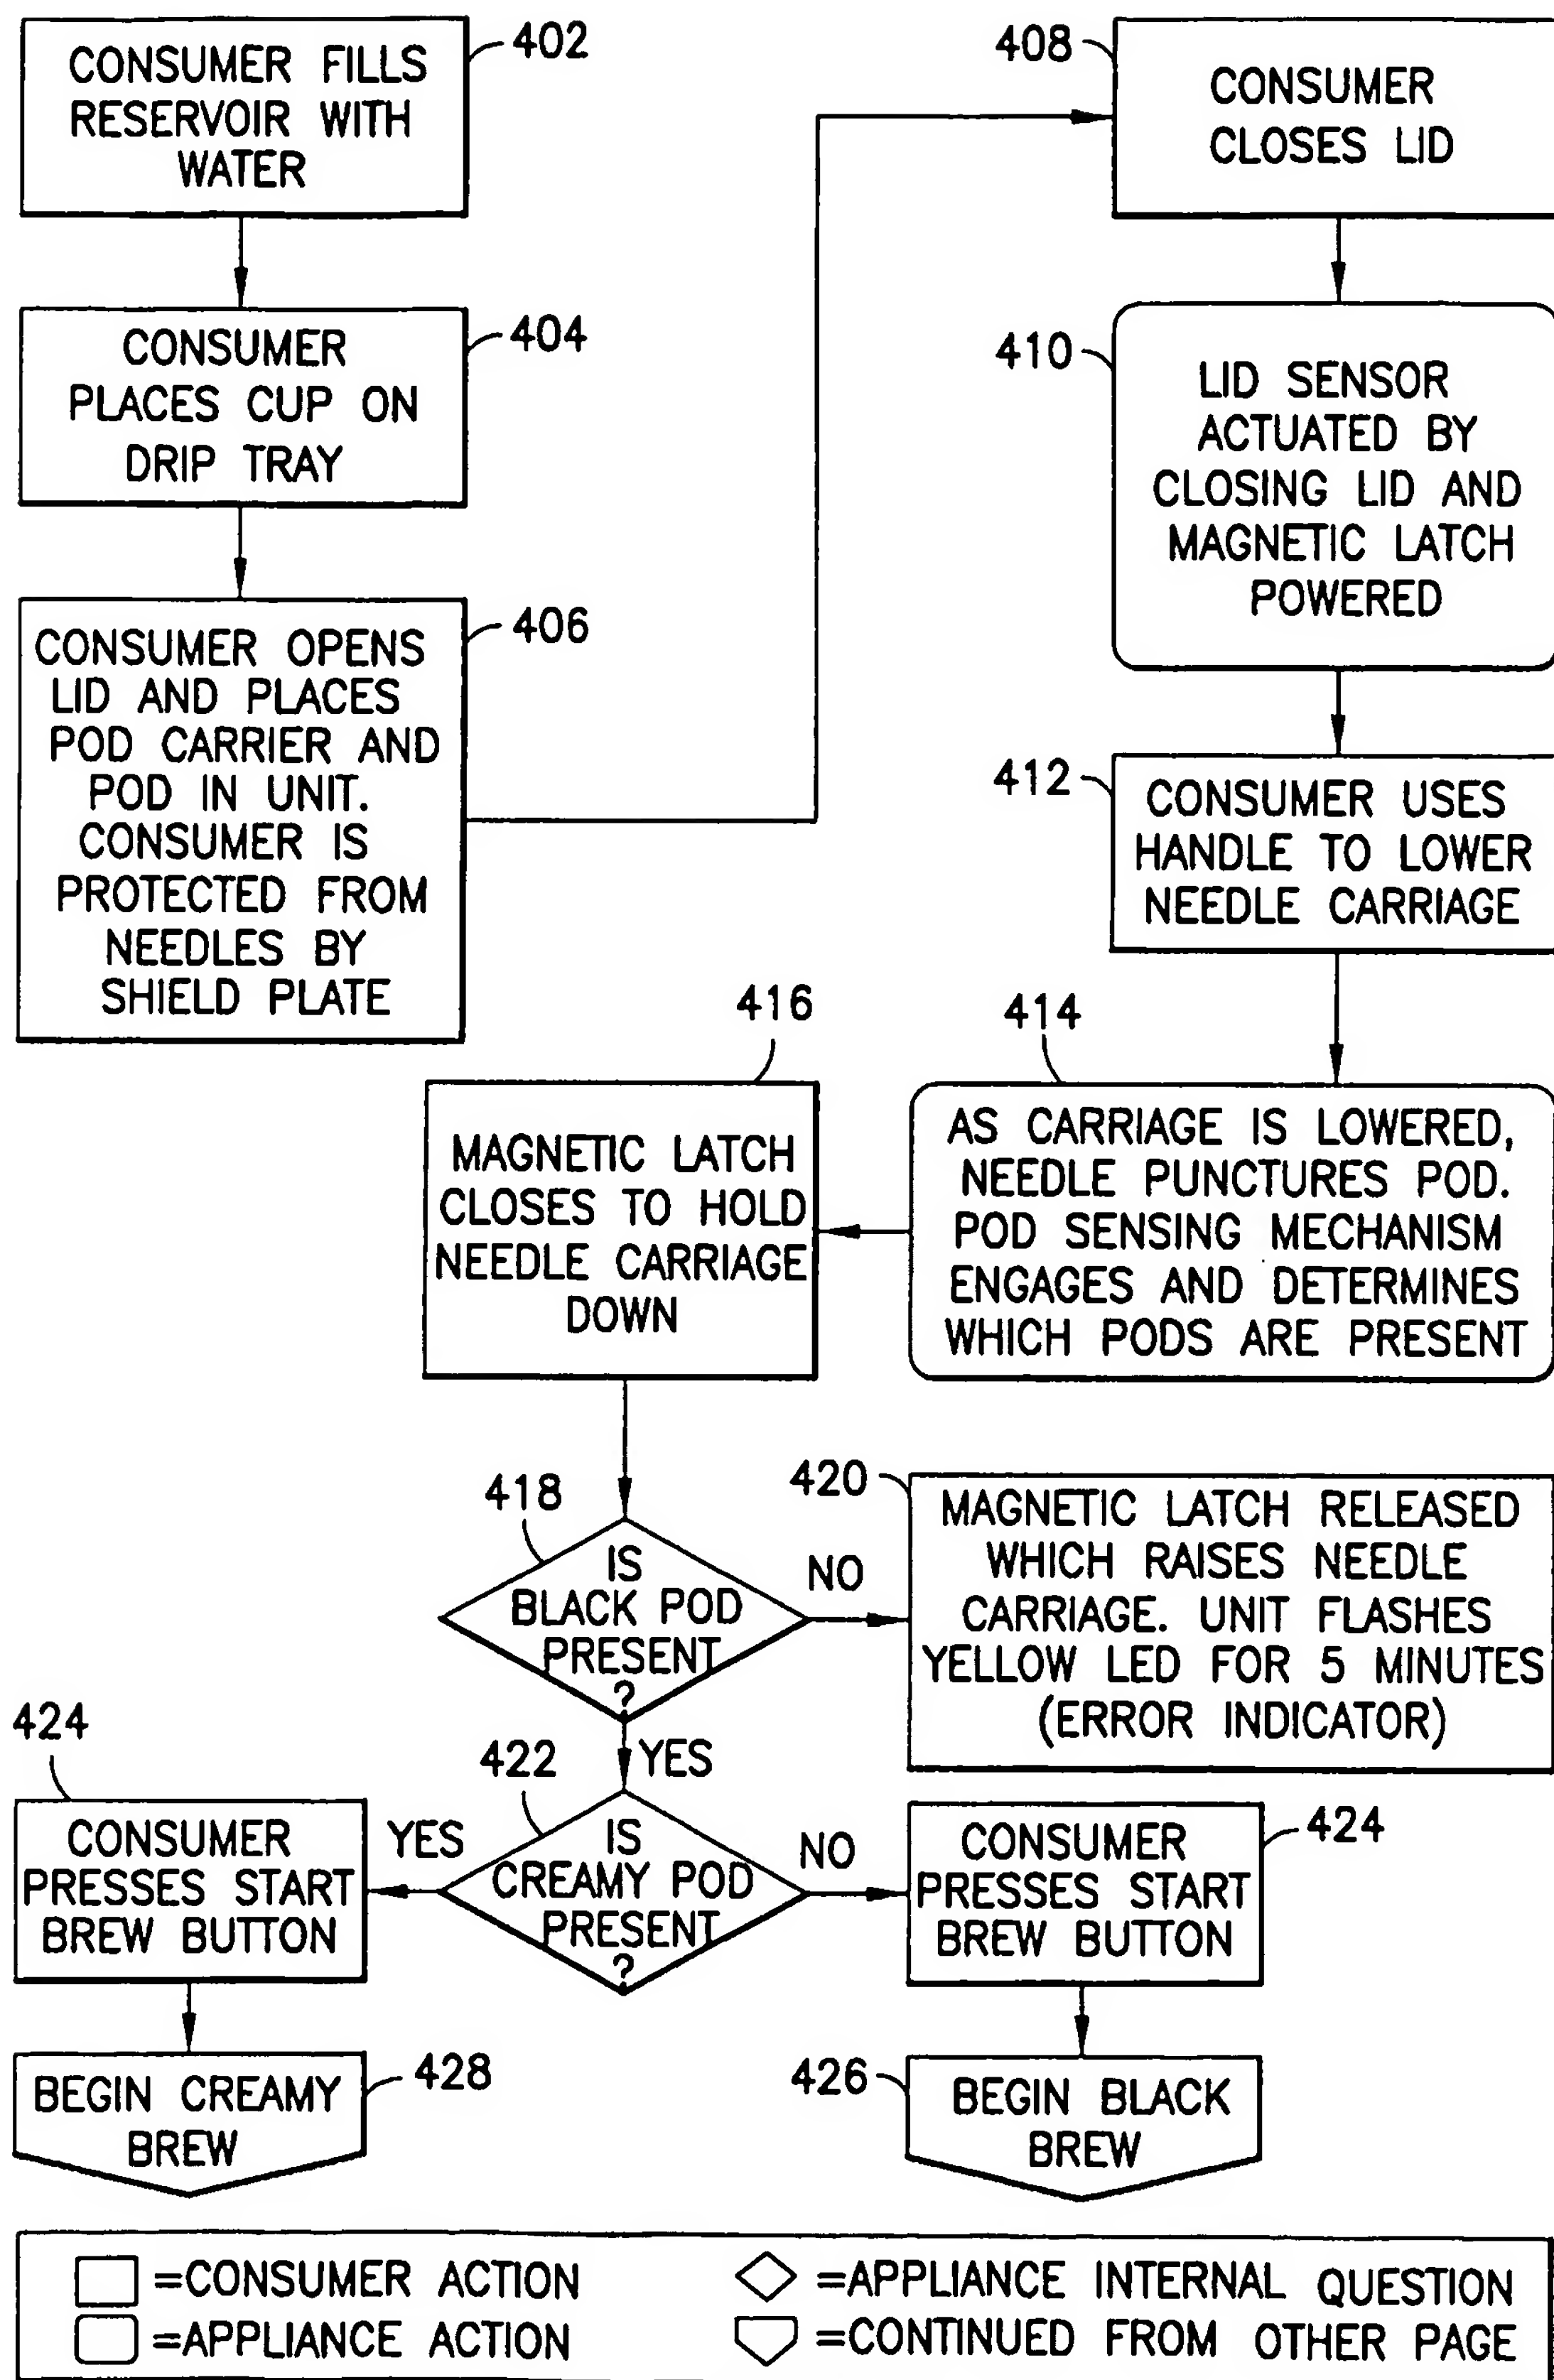 402
CONSUMER FILLS
RESERVOIR WITH
WATER
404
CONSUMER
PLACES CUP ON
DRIP TRAY
406
CONSUMER OPENS
LID AND PLACES
POD CARRIER AND
POD IN UNIT.
CONSUMER IS
PROTECTED FROM
NEEDLES BY
SHIELD PLATE
408
CONSUMER
CLOSES LID
410
LID SENSOR
ACTUATED BY
CLOSING LID AND
MAGNETIC LATCH
POWERED
412
CONSUMER USES
HANDLE TO LOWER
NEEDLE CARRIAGE
414
AS CARRIAGE IS LOWERED,
NEEDLE PUNCTURES POD.
POD SENSING MECHANISM
ENGAGES AND DETERMINES
WHICH PODS ARE PRESENT
416
MAGNETIC LATCH
CLOSES TO HOLD
NEEDLE CARRIAGE
DOWN
418
IS
BLACK POD
PRESENT
?
NO
420
MAGNETIC LATCH RELEASED
WHICH RAISES NEEDLE
CARRIAGE. UNIT FLASHES
YELLOW LED FOR 5 MINUTES
(ERROR INDICATOR)
YES
422
IS
CREAMY POD
PRESENT
?
YES
424
CONSUMER
PRESSES START
BREW BUTTON
NO
424
CONSUMER
PRESSES START
BREW BUTTON
428
BEGIN CREAMY
BREW
426
BEGIN BLACK
BREW
=CONSUMER ACTION
=APPLIANCE ACTION
=APPLIANCE INTERNAL QUESTION
=CONTINUED FROM OTHER PAGE